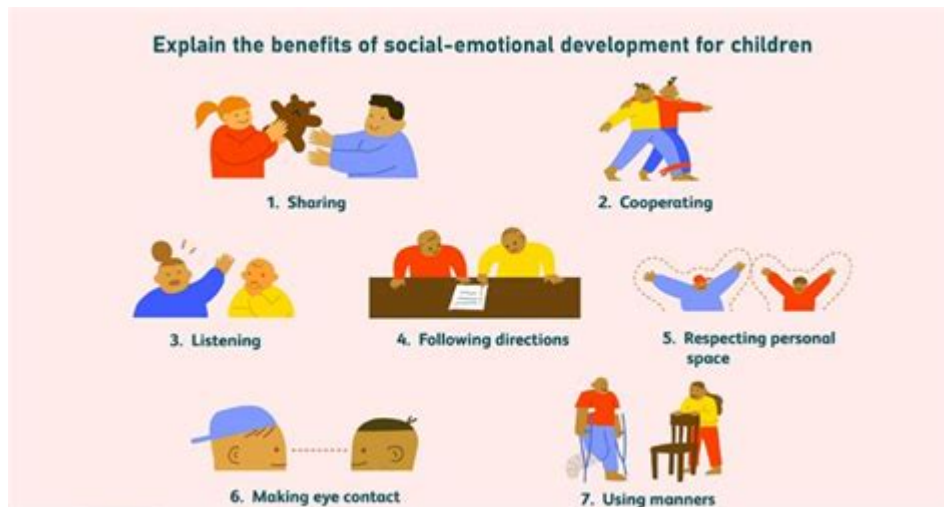 Explain the benefits of social-emotional development for children
1. Sharing
2. Cooperating
3. Listening
4. Following directions
5. Respecting personal
space
6. Making eye contact
7. Using manners